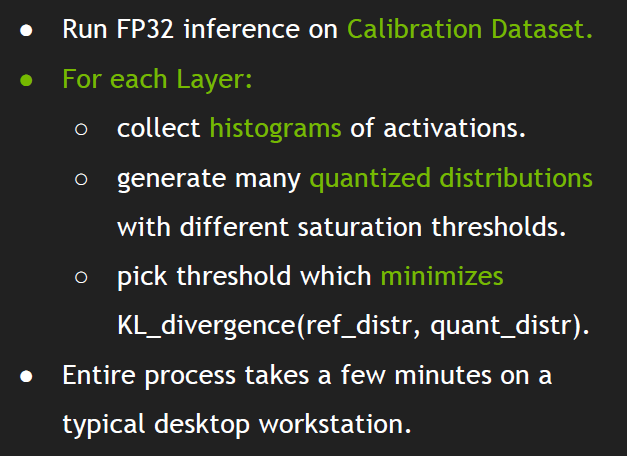 ● Run FP32 inference on Calibration Dataset.
● For each Layer:
○ collect histograms of activations.
○ generate many quantized distributions
with different saturation thresholds.
○ pick threshold which minimizes
KL_divergence(ref_distr, quant_distr).
● Entire process takes a few minutes on a
typical desktop workstation.